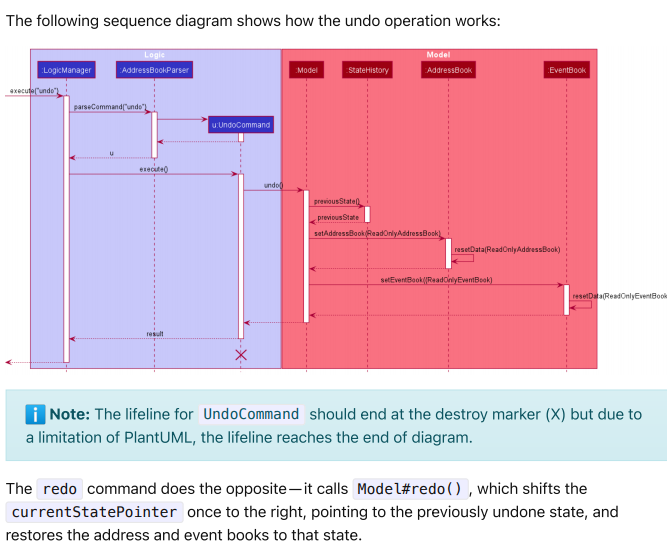 The following sequence diagram shows how the undo operation works:
Logic
Model
:LogicManager
:AddressBookParser
:Model
:StateHistory
:AddressBook
:EventBook
execute("undo")
parseCommand("undo")
u:UndoCommand
u
execute()
undo()
previousState()
previousState
setAddressBook(ReadOnlyAddressBook)
resetData(ReadOnlyAddressBook)
setEventBook((ReadOnlyEventBook)
resetData(ReadOnlyEventBook
result
i Note: The lifeline for UndoCommand should end at the destroy marker (X) but due to
a limitation of PlantUML, the lifeline reaches the end of diagram.
The redo command does the opposite—it calls Model#redo(), which shifts the
currentStatePointer once to the right, pointing to the previously undone state, and
restores the address and event books to that state.